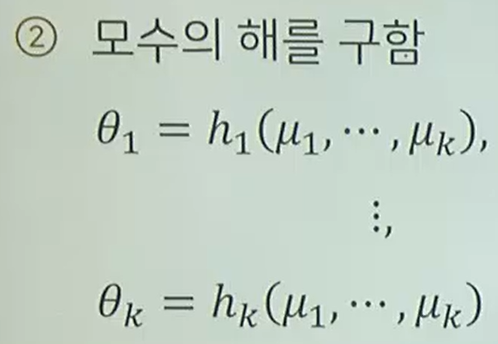 ② 모수의 해를 구함
θ₁ = h₁(μ₁, ⋯, μₖ),
⋮,
θₖ = hₖ(μ₁, ⋯, μₖ)